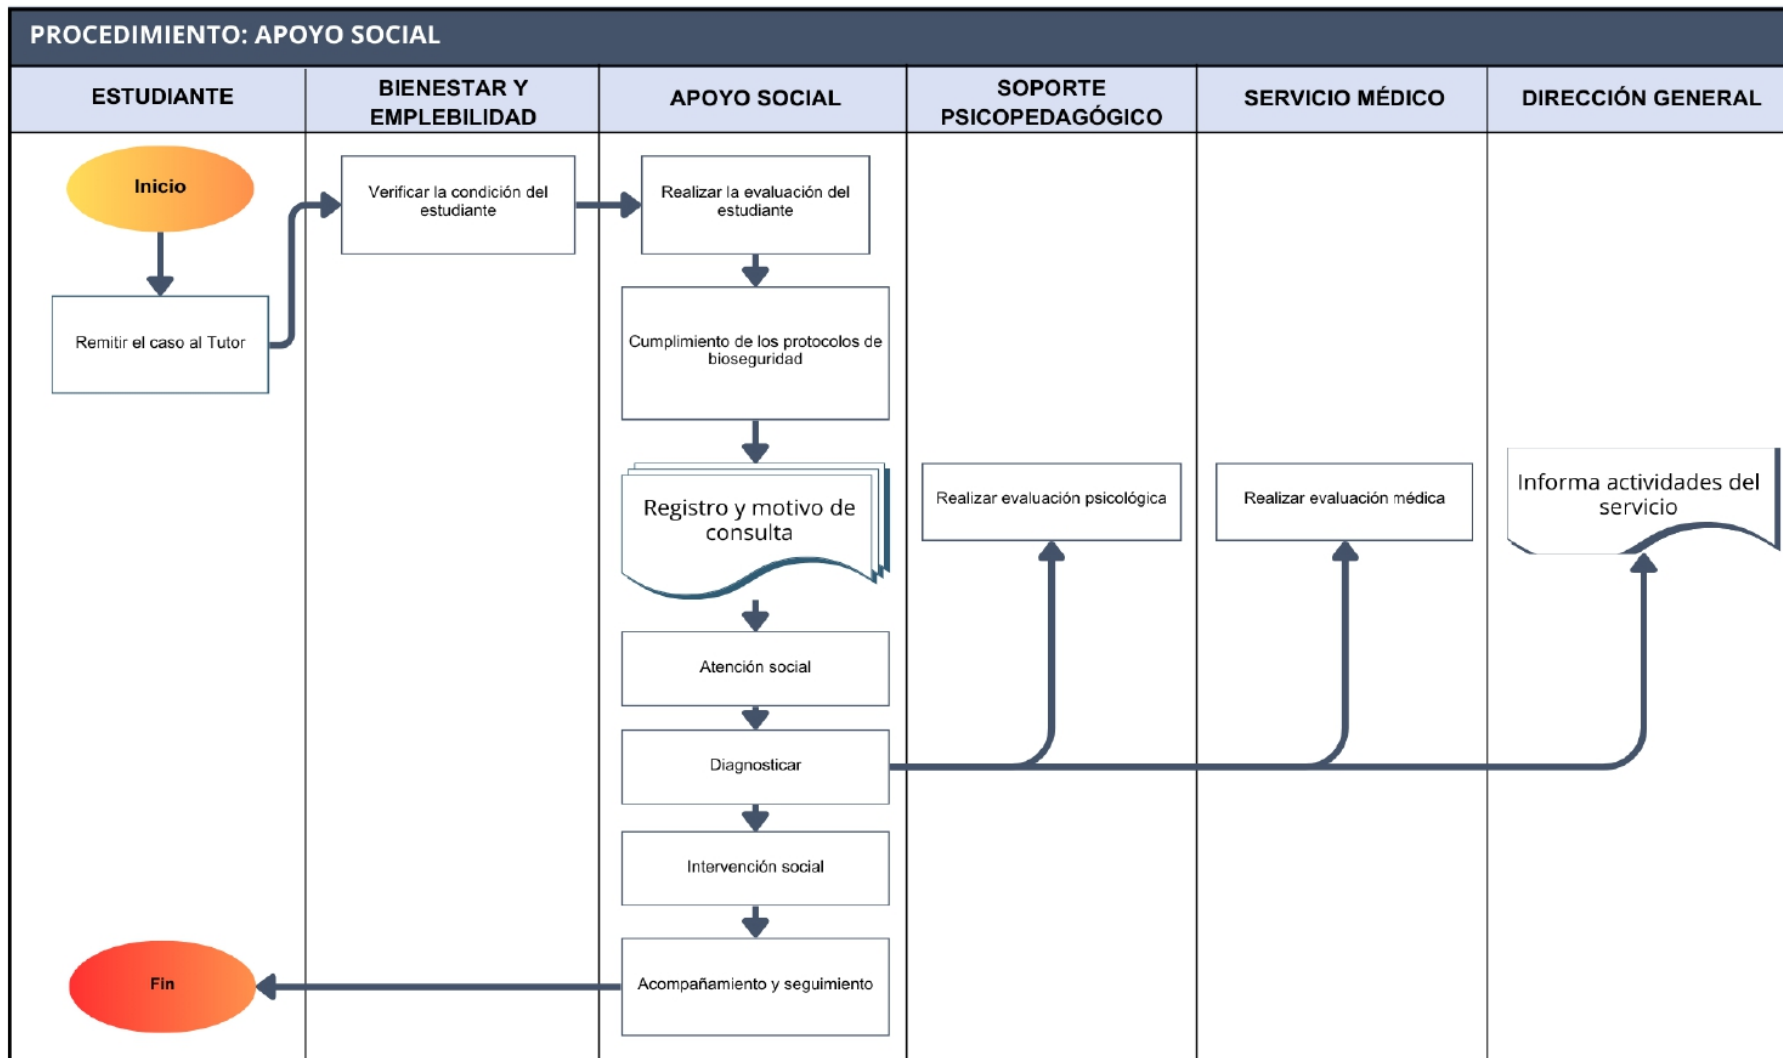 PROCEDIMIENTO: APOYO SOCIAL
ESTUDIANTE
BIENESTAR Y
EMPLEBILIDAD
APOYO SOCIAL
SOPORTE
PSICOPEDAGÓGICO
SERVICIO MÉDICO
DIRECCIÓN GENERAL
Inicio
Verificar la condición del
estudiante
Realizar la evaluación del
estudiante
Remitir el caso al Tutor
Cumplimiento de los protocolos de
bioseguridad
Registro y motivo de
consulta
Realizar evaluación psicológica
Realizar evaluación médica
Informa actividades del
servicio
Atención social
Diagnosticar
Intervención social
Acompañamiento y seguimiento
Fin